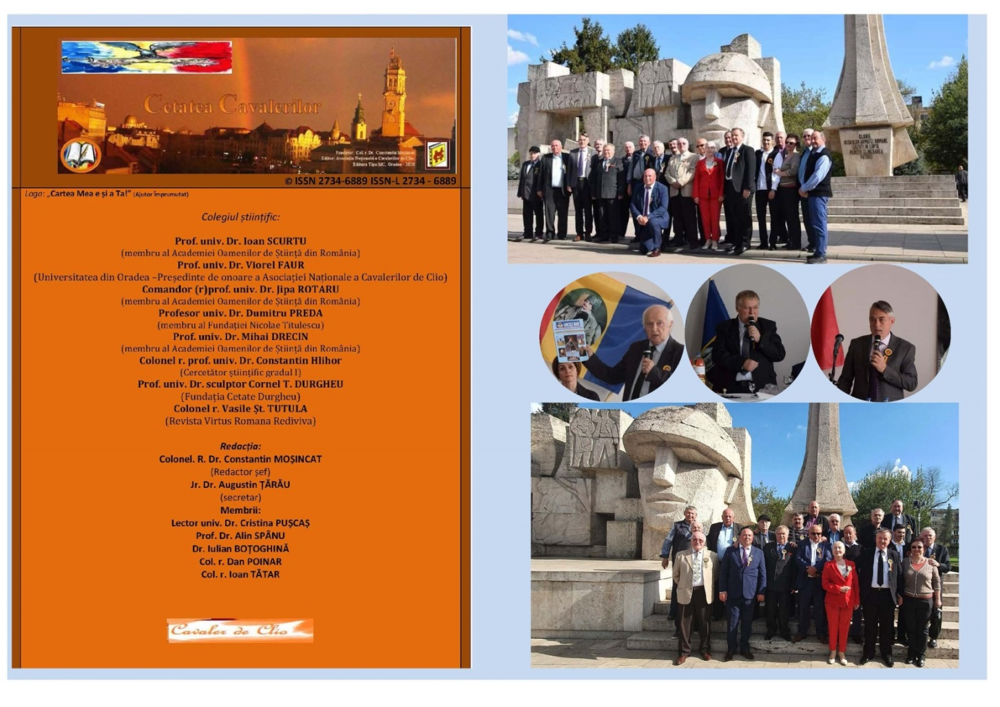 Cetatea Cavalerilor
Fondator: Col. r. Dr. Constantin Moșincat
Editor: Asociația Națională a Cavalerilor de Clio,
Editura Tipo MC, Oradea - 2020
© ISSN 2734-6889 ISSN-L 2734 - 6889
Logo: „Cartea Mea e și a Ta!” (Ajutor Împrumutat)
Colegiul științific:
Prof. univ. Dr. Ioan SCURTU
(membru al Academiei Oamenilor de Știință din România)
Prof. univ. Dr. Viorel FAUR
(Universitatea din Oradea –Președinte de onoare a Asociației Naționale a Cavalerilor de Clio)
Comandor (r)prof. univ. Dr. Jipa ROTARU
(membru al Academiei Oamenilor de Știință din România)
Profesor univ. Dr. Dumitru PREDA
(membru al Fundației Nicolae Titulescu)
Prof. univ. Dr. Mihai DRECIN
(membru al Academiei Oamenilor de Știință din România)
Colonel r. prof. univ. Dr. Constantin Hlihor
(Cercetător științific gradul I)
Prof. univ. Dr. sculptor Cornel T. DURGHEU
(Fundația Cetate Durgheu)
Colonel r. Vasile Șt. TUTULA
(Revista Virtus Romana Rediviva)
Redacția:
Colonel. R. Dr. Constantin MOȘINCAT
(Redactor șef)
Jr. Dr. Augustin ȚĂRĂU
(secretar)
Membrii:
Lector univ. Dr. Cristina PUȘCAȘ
Prof. Dr. Alin SPÂNU
Dr. Iulian BOȚOGHINĂ
Col. r. Dan POINAR
Col. r. Ioan TĂTAR
Cavaler de Clio
GLORIE
OSTAȘILOR ARMATEI ROMANE
CĂZUȚI ÎN LUPTA
PENTRU ELIBERAREA
PATRIEI